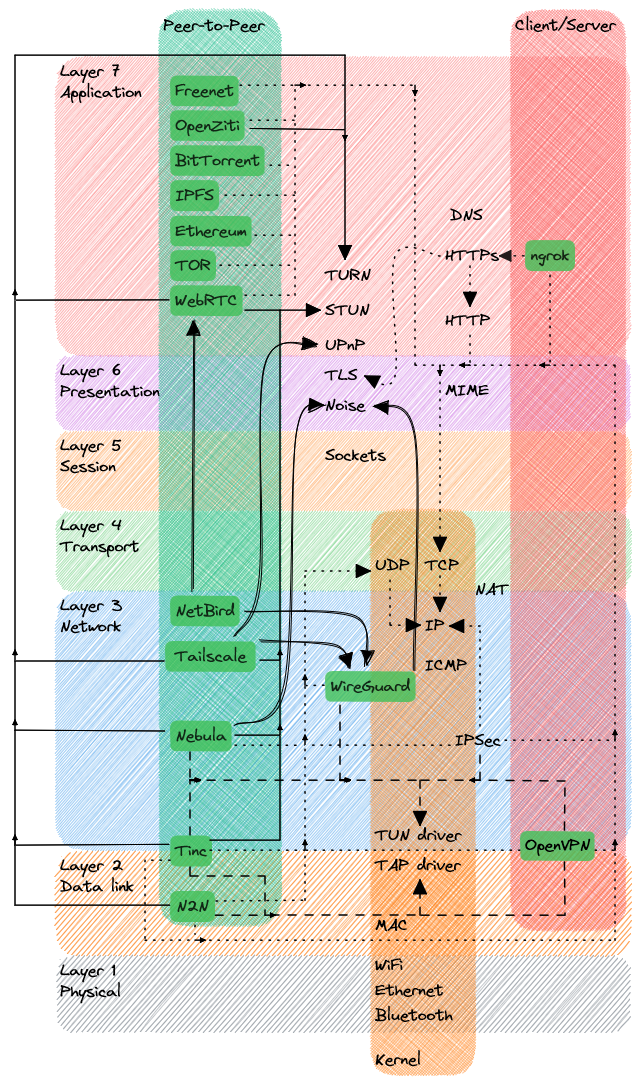 Peer-to-Peer
Client/Server
Layer 7
Application
Freenet
OpenZiti
BitTorrent
IPFS
Ethereum
TOR
WebRTC
DNS
HTTPs
ngrok
TURN
STUN
HTTP
UPnP
Layer 6
Presentation
TLS
MIME
Noise
Layer 5
Session
Sockets
Layer 4
Transport
UDP
TCP
NAT
Layer 3
Network
NetBird
IP
Tailscale
ICMP
WireGuard
Nebula
IPSec
TUN driver
Tinc
OpenVPN
Layer 2
Data link
TAP driver
N2N
MAC
Layer 1
Physical
WiFi
Ethernet
Bluetooth
Kernel